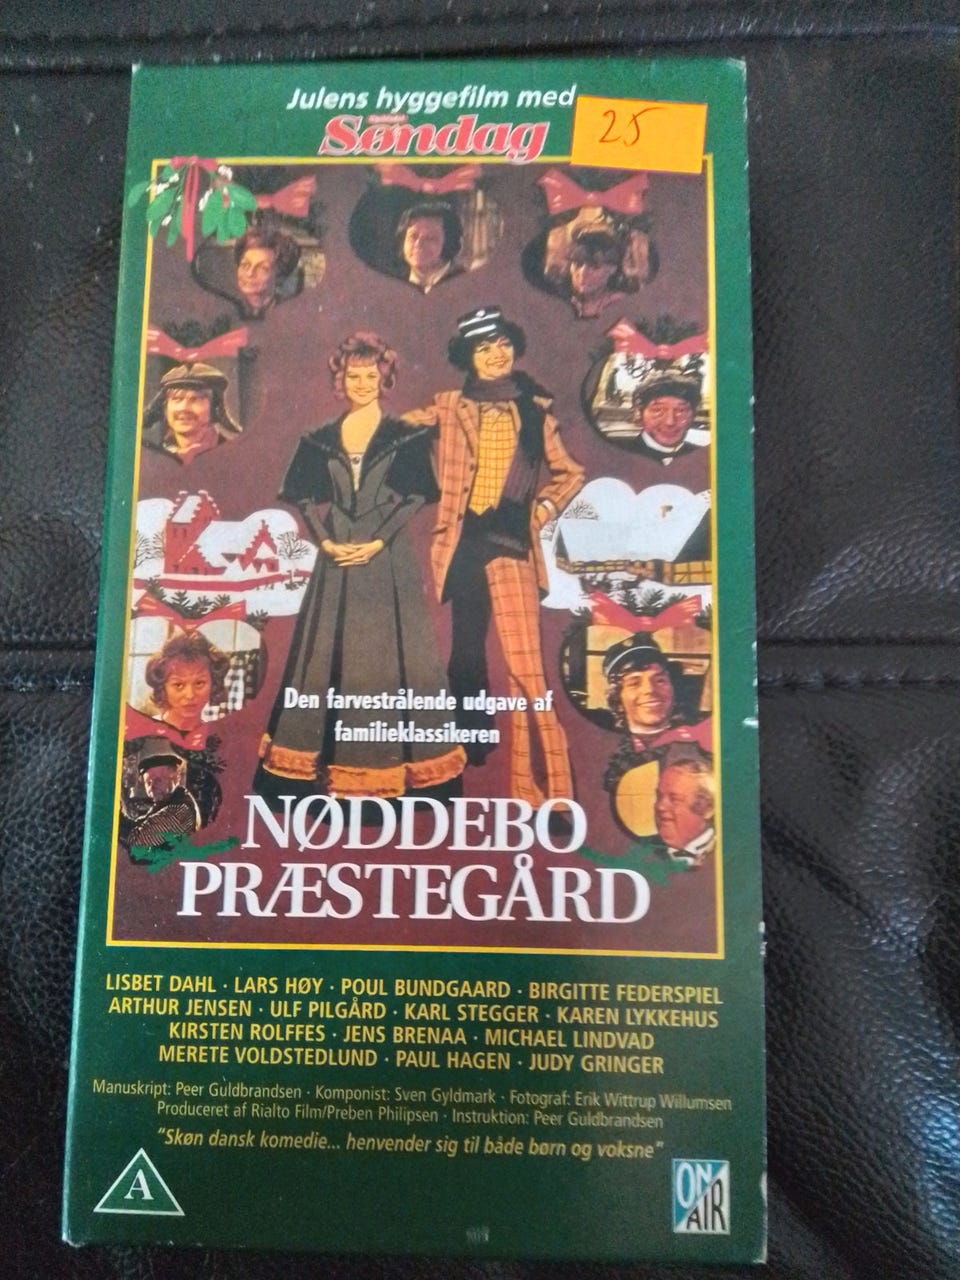 Julens hyggefilm med
Søndag
25
Den farvestrålende udgave af
familieklassikeren
NØDDEBO
PRÆSTEGÅRD
LISBET DAHL · LARS HØY · POUL BUNDGAARD · BIRGITTE FEDERSPIEL
ARTHUR JENSEN · ULF PILGÅRD · KARL STEGGER · KAREN LYKKEHUS
KIRSTEN ROLFFES · JENS BRENAA · MICHAEL LINDVAD
MERETE VOLDSTEDLUND · PAUL HAGEN · JUDY GRINGER
Manuskript: Peer Guldbrandsen · Komponist: Sven Gyldmark · Fotograf: Erik Wittrup Willumsen
Produceret af Rialto Film/Preben Philipsen · Instruktion: Peer Guldbrandsen
"Skøn dansk komedie... henvender sig til både børn og voksne"
A
ON
AIR